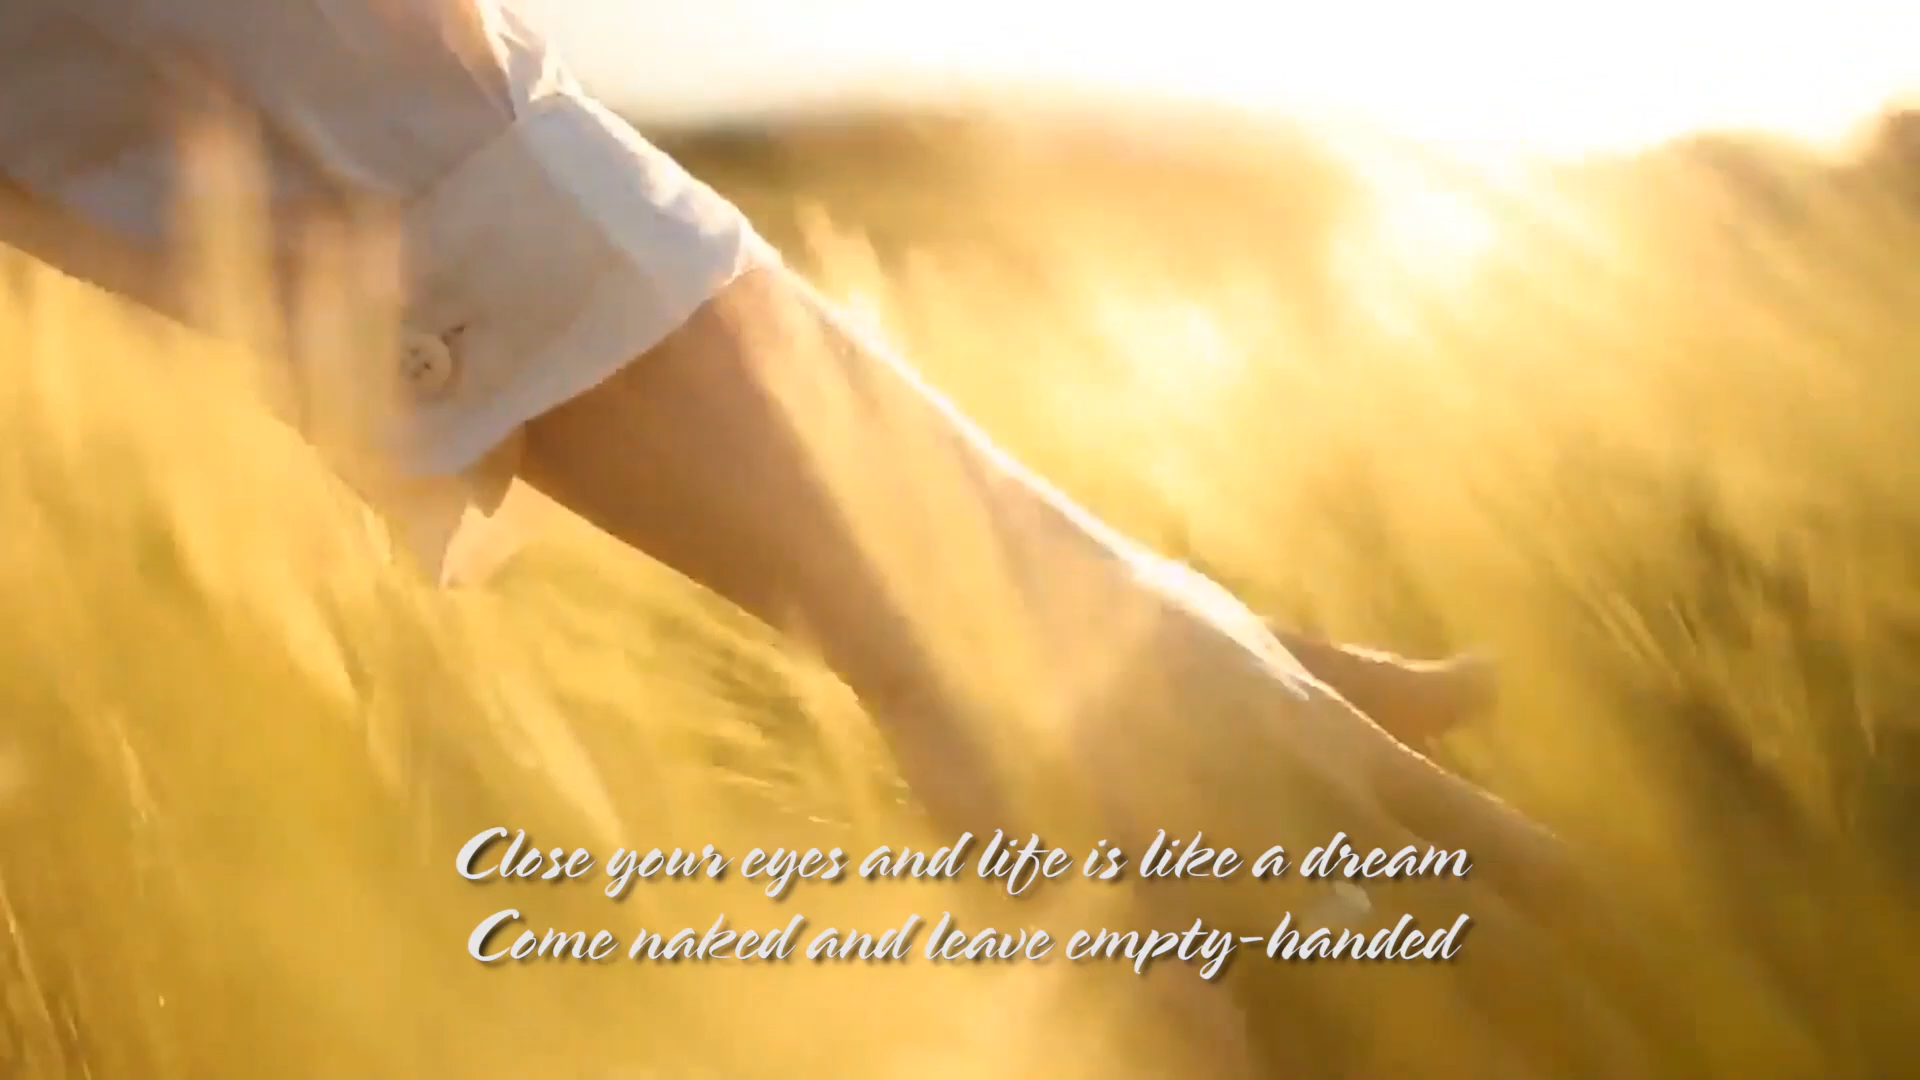 Close your eyes and life is like a dream
Come naked and leave empty-handed